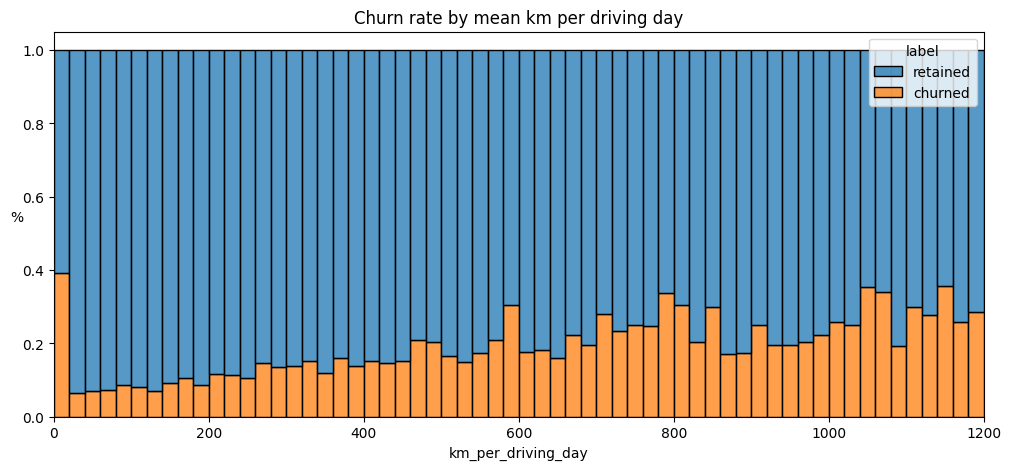 Churn rate by mean km per driving day
label
retained
churned
%
1.0
0.8
0.6
0.4
0.2
0.0
0 200 400 600 800 1000 1200
km_per_driving_day